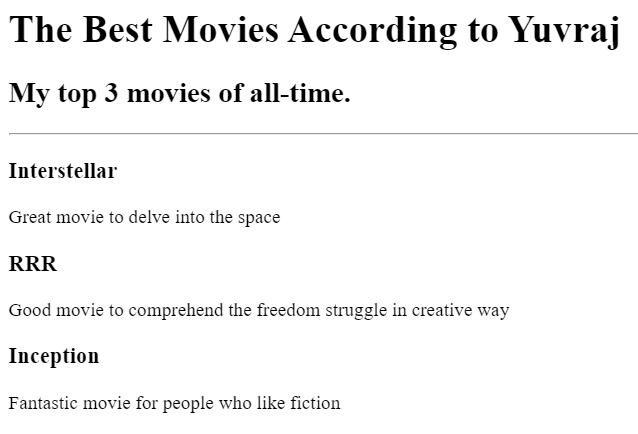 The Best Movies According to Yuvraj
My top 3 movies of all-time.
Interstellar
Great movie to delve into the space
RRR
Good movie to comprehend the freedom struggle in creative way
Inception
Fantastic movie for people who like fiction